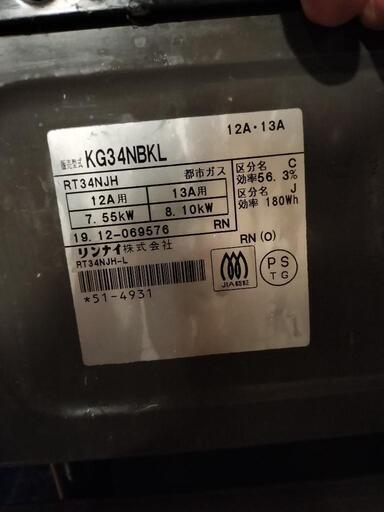 12A・13A
販売型式 KG34NBKL
RT34NJH 都市ガス
12A用 13A用
7.55kW 8.10kW
区分名 C
効率56.3%
区分名 J
効率 180Wh
19.12-069576 RN
リンナイ株式会社 RN (O)
RT34NJH-L
*51-4931
JIA認証
PS
TG